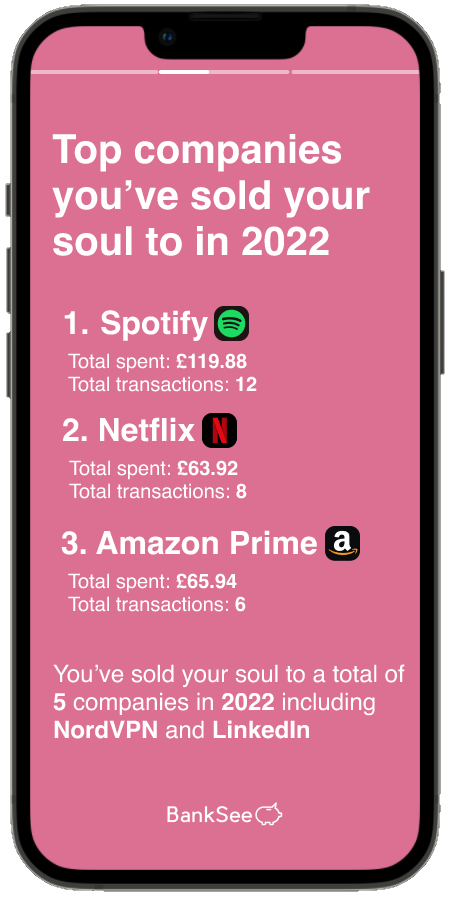 Top companies
you’ve sold your
soul to in 2022
1. Spotify
Total spent: £119.88
Total transactions: 12
2. Netflix
Total spent: £63.92
Total transactions: 8
3. Amazon Prime
Total spent: £65.94
Total transactions: 6
You’ve sold your soul to a total of
5 companies in 2022 including
NordVPN and LinkedIn
BankSee